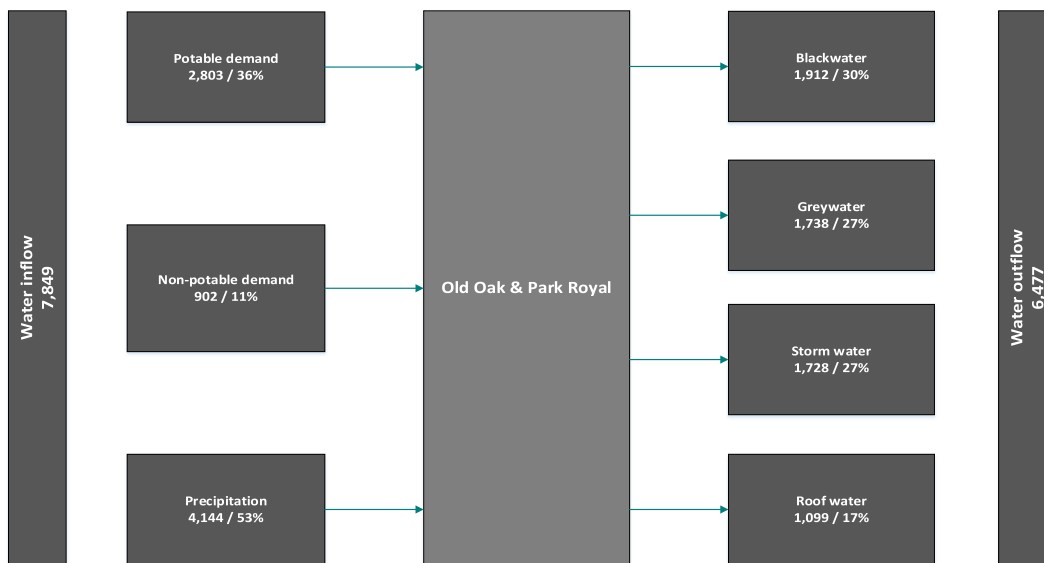 Water inflow
7,849
Potable demand
2,803 / 36%
Non-potable demand
902 / 11%
Precipitation
4,144 / 53%
Old Oak & Park Royal
Blackwater
1,912 / 30%
Greywater
1,738 / 27%
Storm water
1,728 / 27%
Roof water
1,099 / 17%
Water outflow
6,477